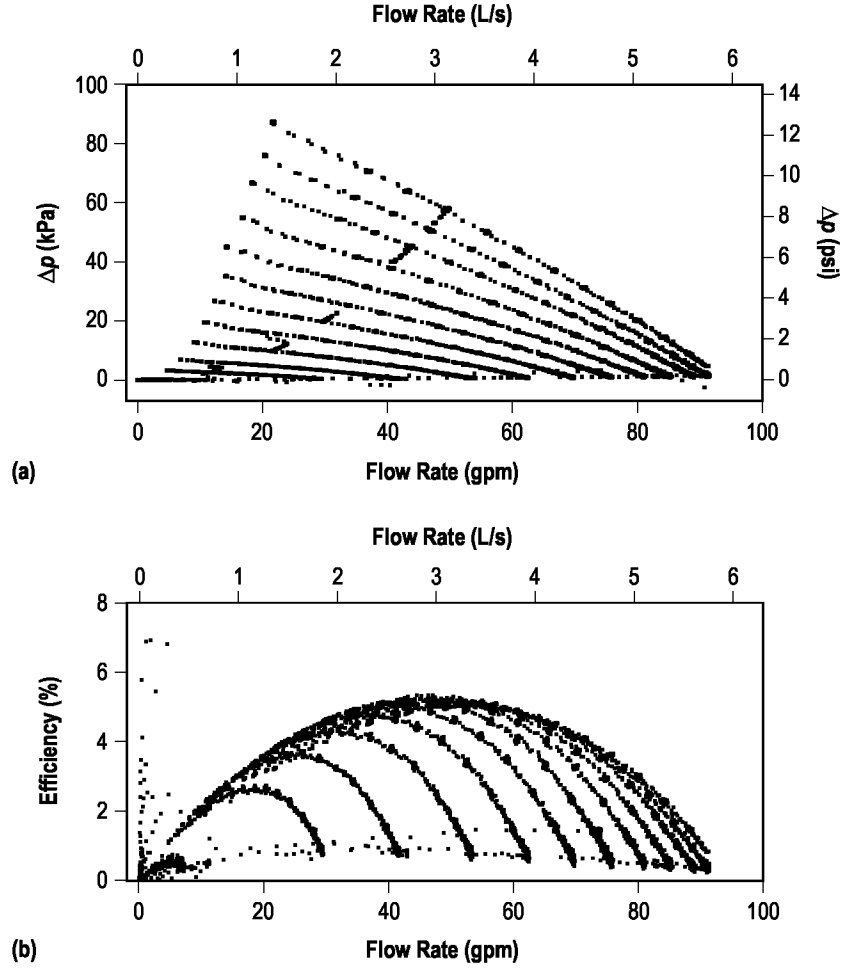 Flow Rate (L/s)
0 1 2 3 4 5 6
100 80 60 40 20 0
Δp (kPa)
14 12 10 8 6 4 2 0
Δp (psi)
0 20 40 60 80 100
(a) Flow Rate (gpm)
Flow Rate (L/s)
0 1 2 3 4 5 6
8 6 4 2 0
Efficiency (%)
0 20 40 60 80 100
(b) Flow Rate (gpm)